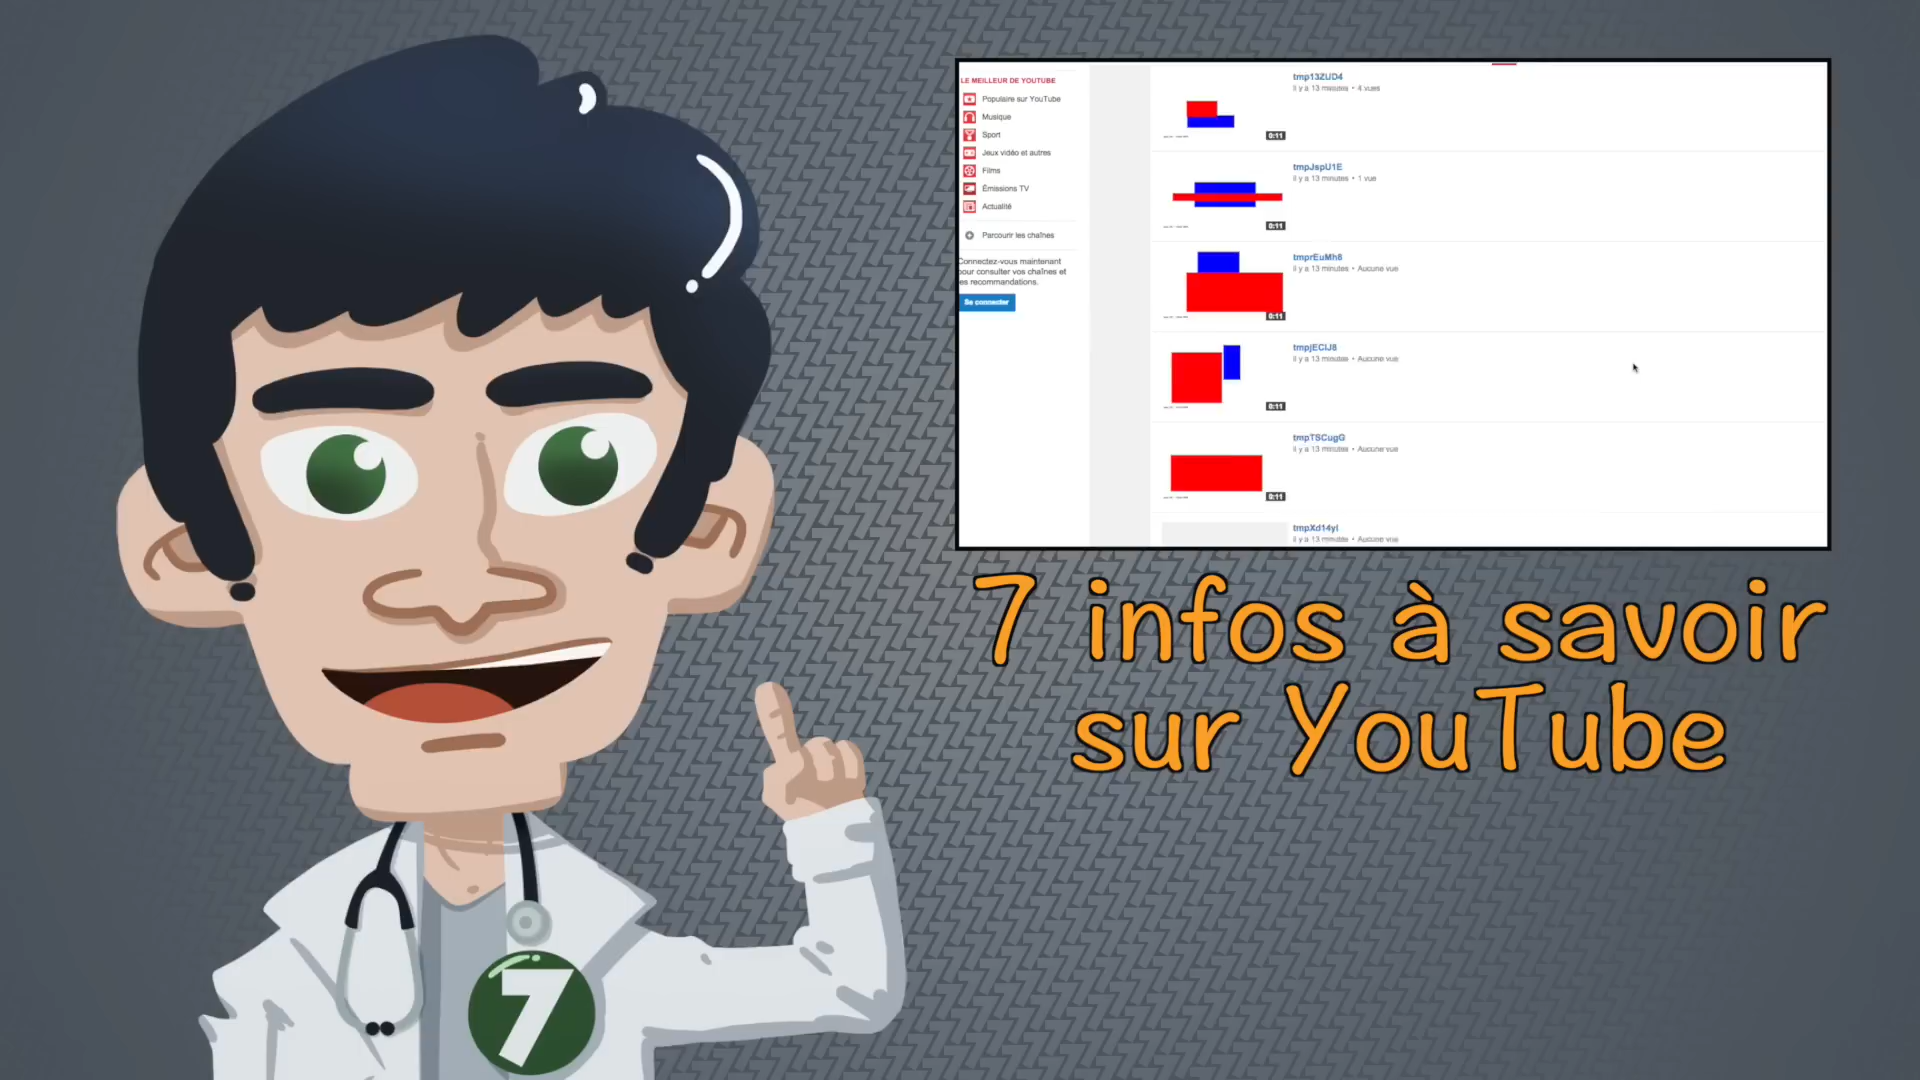 LE MEILLEUR DE YOUTUBE
Populaire sur YouTube
Musique
Sport
Jeux vidéo et autres
Films
Émissions TV
Actualité
Parcourir les chaînes
Connectez-vous maintenant
pour consulter vos chaînes et
es recommandations.
Se connecter
tmp13ZUD4
il y a 13 minutes • 4 vues
0:11
tmpJspU1E
il y a 13 minutes • 1 vue
0:11
tmprEuMh8
il y a 13 minutes • Aucune vue
0:11
tmpjECIJ8
il y a 13 minutes • Aucune vue
0:11
tmpTSCugG
il y a 13 minutes • Aucune vue
0:11
tmpXd14yI
il y a 13 minutes • Aucune vue
7 infos à savoir
sur YouTube
7